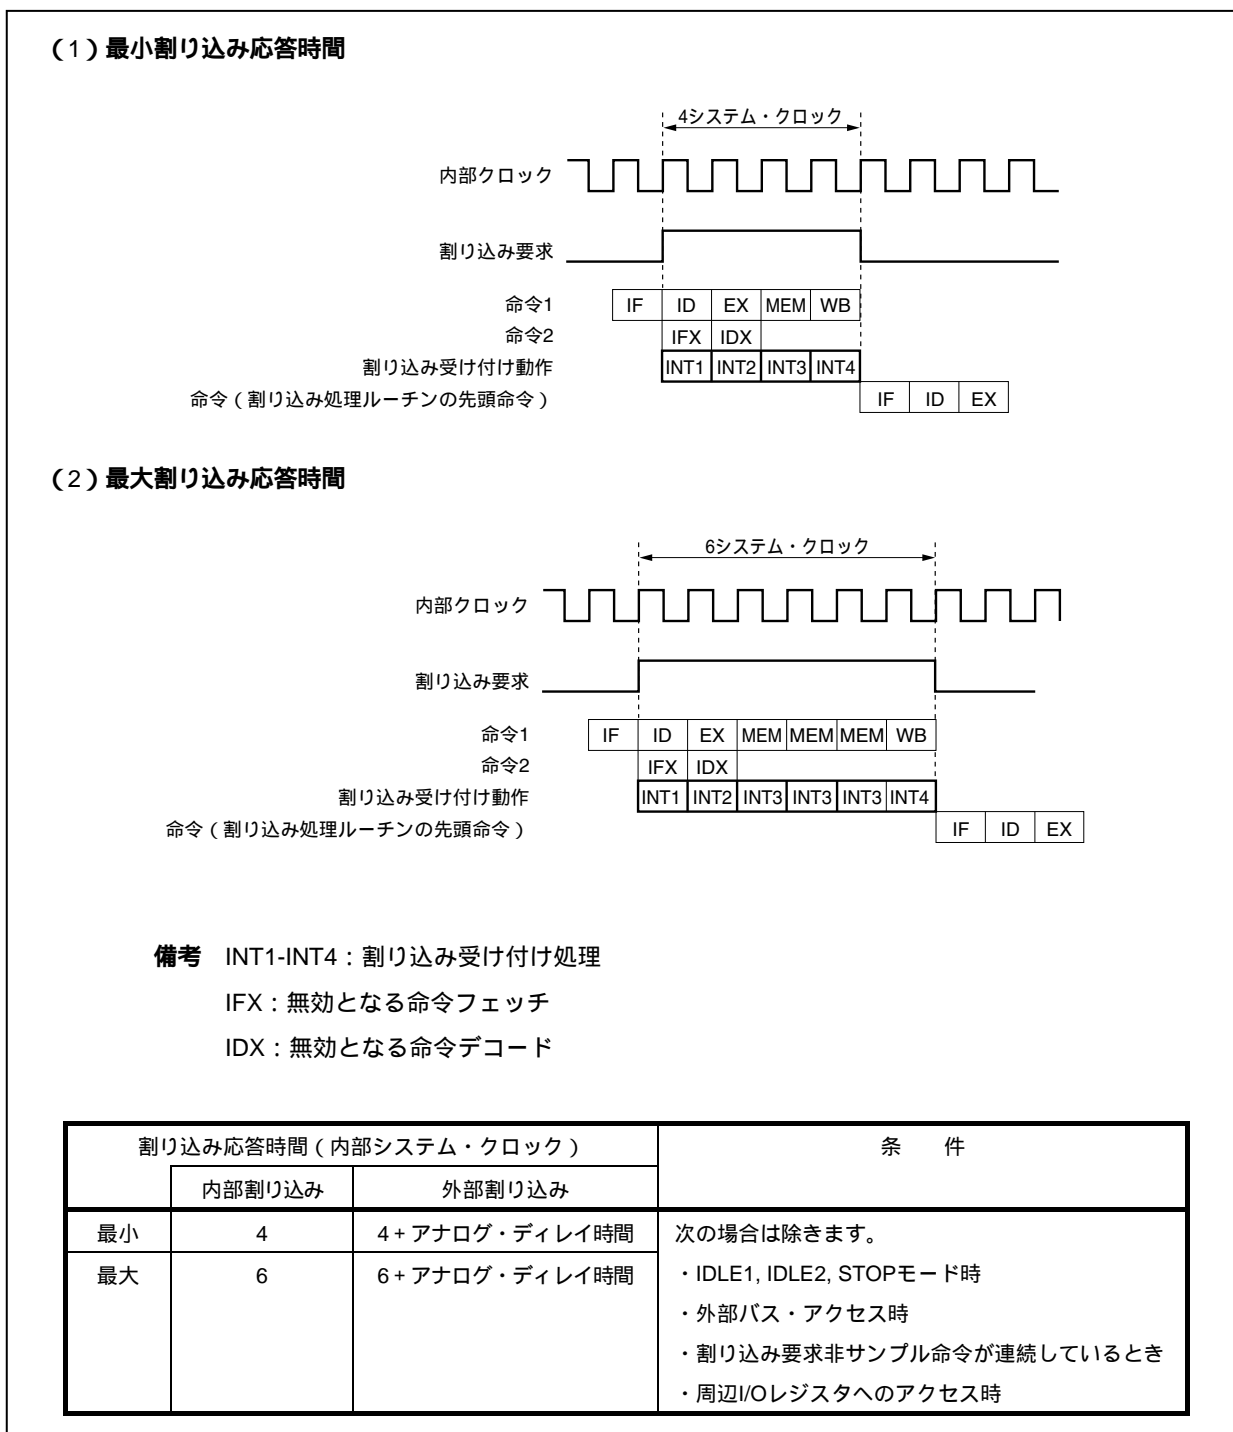 （1）最小割り込み応答時間
4システム・クロック
内部クロック
割り込み要求
命令1 IF ID EX MEM WB
命令2 IFX IDX
割り込み受け付け動作 INT1 INT2 INT3 INT4
命令（割り込み処理ルーチンの先頭命令） IF ID EX
（2）最大割り込み応答時間
6システム・クロック
内部クロック
割り込み要求
命令1 IF ID EX MEM MEM MEM WB
命令2 IFX IDX
割り込み受け付け動作 INT1 INT2 INT3 INT3 INT3 INT4
命令（割り込み処理ルーチンの先頭命令） IF ID EX
備考 INT1-INT4：割り込み受け付け処理
IFX：無効となる命令フェッチ
IDX：無効となる命令デコード
割り込み応答時間（内部システム・クロック） 条 件
内部割り込み 外部割り込み
最小 4 4＋アナログ・ディレイ時間 次の場合は除きます。
最大 6 6＋アナログ・ディレイ時間 ・IDLE1, IDLE2, STOPモード時
・外部バス・アクセス時
・割り込み要求非サンプル命令が連続しているとき
・周辺I/Oレジスタへのアクセス時